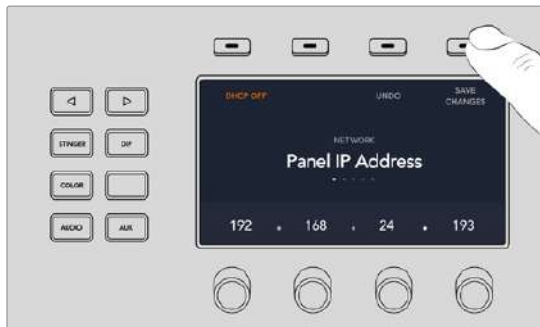 DHCP OFF
UNDO
SAVE
CHANGES
NETWORK
Panel IP Address
192 . 168 . 24 . 193
STINGER
DIP
COLOR
AUDIO
AUX